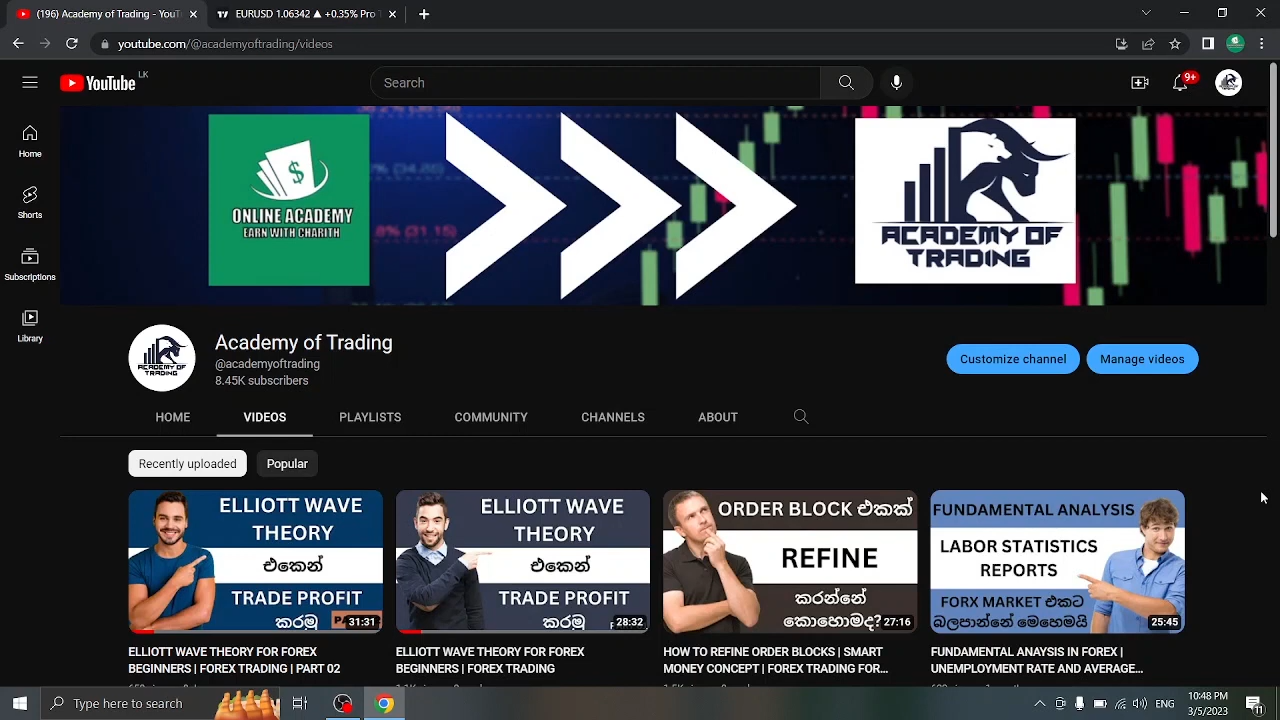 (196) Academy of Trading - YouT
EURUSD 1.06342 ▲ +0.35% Pro
youtube.com/@academyoftrading/videos
YouTube
LK
Search
9+
Home
Shorts
Subscriptions
Library
ONLINE ACADEMY
EARN WITH CHARITH
8% (31.15)
ACADEMY OF
TRADING
ACADEMY OF
TRADING
Academy of Trading
@academyoftrading
8.45K subscribers
Customize channel
Manage videos
HOME
VIDEOS
PLAYLISTS
COMMUNITY
CHANNELS
ABOUT
Recently uploaded
Popular
ELLIOTT WAVE
THEORY
එකෙන්
TRADE PROFIT
කරමු
31:31
ELLIOTT WAVE
THEORY
එකෙන්
TRADE PROFIT
කරමු
28:32
ORDER BLOCK එකක්
REFINE
කරන්නේ
කොහොමද?
27:16
FUNDAMENTAL ANALYSIS
LABOR STATISTICS
REPORTS
FORX MARKET එකට
බලපාන්නේ මෙහෙමයි
25:45
ELLIOTT WAVE THEORY FOR FOREX
BEGINNERS | FOREX TRADING | PART 02
ELLIOTT WAVE THEORY FOR FOREX
BEGINNERS | FOREX TRADING
HOW TO REFINE ORDER BLOCKS | SMART
MONEY CONCEPT | FOREX TRADING FOR...
FUNDAMENTAL ANAYSIS IN FOREX |
UNEMPLOYMENT RATE AND AVERAGE...
Type here to search
ENG
10:48 PM
3/5/2023